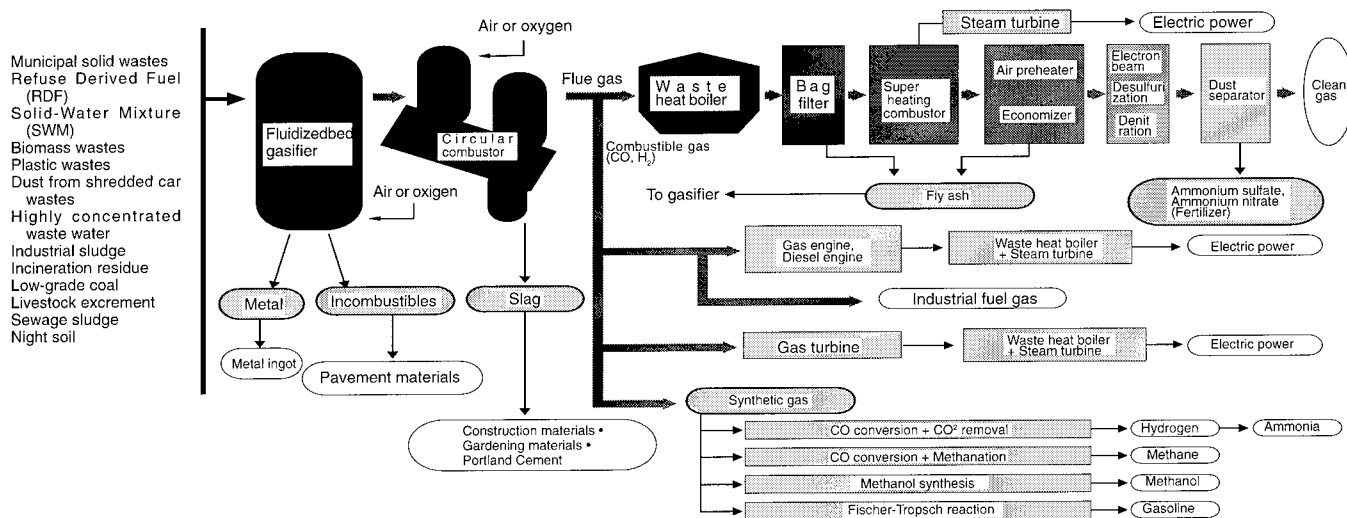 Municipal solid wastes
Refuse Derived Fuel
(RDF)
Solid-Water Mixture
(SWM)
Biomass wastes
Plastic wastes
Dust from shredded car
wastes
Highly concentrated
waste water
Industrial sludge
Incineration residue
Low-grade coal
Livestock excrement
Sewage sludge
Night soil
Fluidizedbed
gasifier
Air or oxygen
Air or oxigen
Circular
combustor
Metal
Incombustibles
Slag
Metal ingot
Pavement materials
Construction materials •
Gardening materials •
Portland Cement
Flue gas
Combustible gas
(CO, H2)
Waste
heat boiler
Bag
filter
Super
heating
combustor
Steam turbine
Electric power
Air preheater
Economizer
Electron
beam
Desulfuri
zation
Denit
ration
Dust
separator
Clean
gas
To gasifier
Fly ash
Ammonium sulfate,
Ammonium nitrate
(Fertilizer)
Gas engine,
Diesel engine
Waste heat boiler
+ Steam turbine
Electric power
Industrial fuel gas
Gas turbine
Waste heat boiler
+ Steam turbine
Electric power
Synthetic gas
CO conversion + CO² removal
Hydrogen
Ammonia
CO conversion + Methanation
Methane
Methanol synthesis
Methanol
Fischer-Tropsch reaction
Gasoline